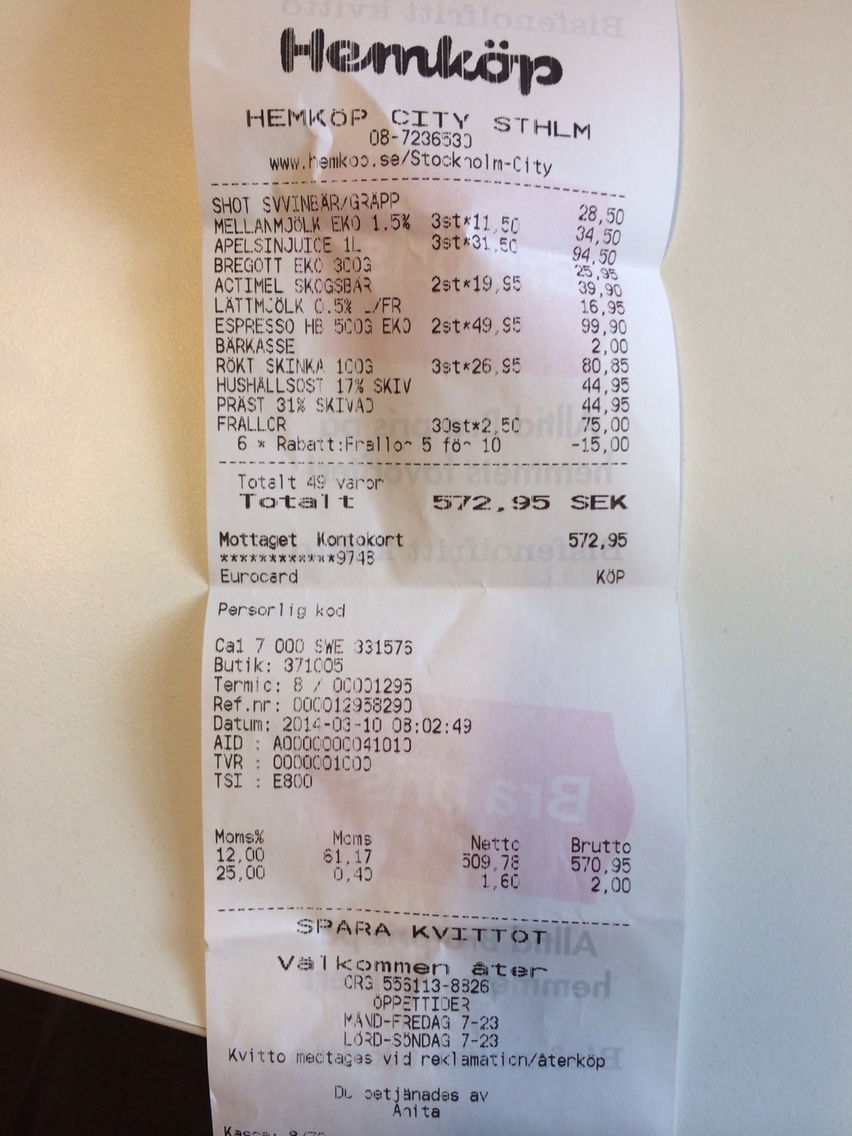 Hemköp
HEMKÖP CITY STHLM
08-7236530
www.hemkop.se/Stockholm-City
SHOT SVVINBÄR/GRÄPP 28,50
MELLANMJÖLK EKO 1.5% 3st*11,50 34,50
APELSINJUICE 1L 3st*31,50 94,50
BREGOTT EKO 300G 25,95
ACTIMEL SKOGSBÄR 2st*19,95 39,90
LÄTTMJÖLK 0.5% L/FR 16,95
ESPRESSO HB 500G EKO 2st*49,95 99,90
BÄRKASSE 2,00
RÖKT SKINKA 100G 3st*26,95 80,85
HUSHÅLLSOST 17% SKIV 44,95
PRÄST 31% SKIVAD 44,95
FRALLOR 30st*2,50 75,00
6 * Rabatt:Frallor 5 för 10 -15,00
Totalt 49 varor
Totalt 572,95 SEK
Mottaget Kontokort 572,95
************9748
Eurocard KÖP
Personlig kod
Ca1 7 000 SWE 331576
Butik: 371005
Termid: 8 / 00001295
Ref.nr: 000012958290
Datum: 2014-03-10 08:02:49
AID : A0000000041010
TVR : 0000001000
TSI : E800
Moms% Moms Netto Brutto
12,00 61,17 509,78 570,95
25,00 0,40 1,60 2,00
SPARA KVITTOT
Välkommen åter
ORG 556113-8826
ÖPPETTIDER
MÅND-FREDAG 7-23
LÖRD-SÖNDAG 7-23
Kvitto medtages vid reklamation/återköp
Du betjänades av
Anita